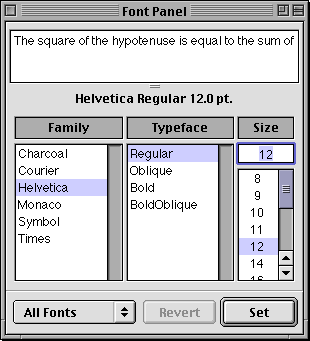 Font Panel
The square of the hypotenuse is equal to the sum of
Helvetica Regular 12.0 pt.
Family Typeface Size
Charcoal
Courier
Helvetica
Monaco
Symbol
Times
Regular
Oblique
Bold
BoldOblique
12
8
9
10
11
12
14
16
All Fonts Revert Set